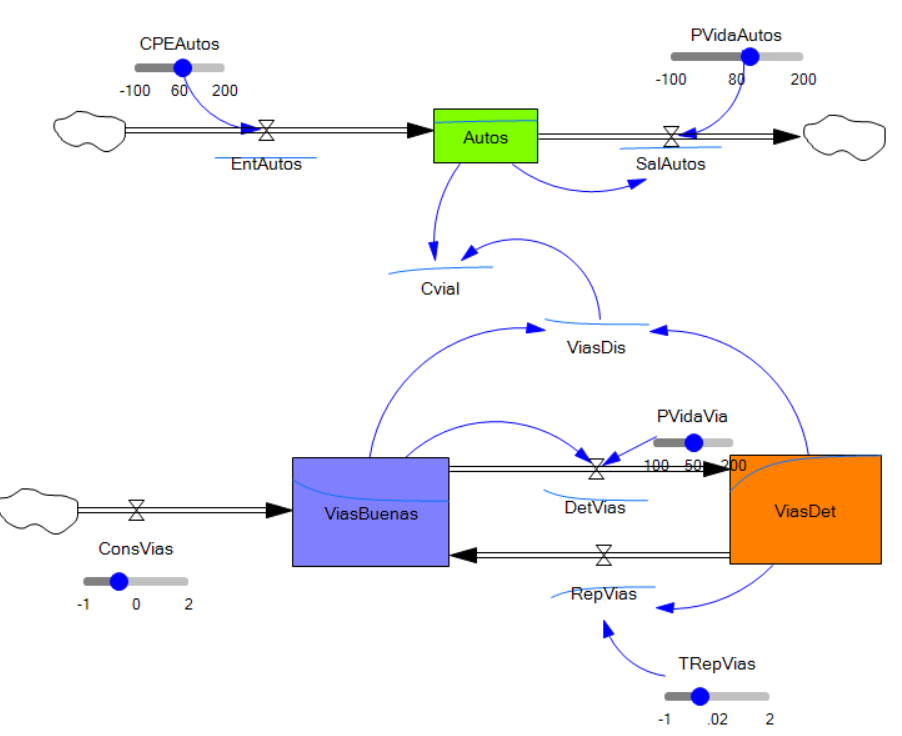 CPEAutos
-100 60 200
PVidaAutos
-100 80 200
EntAutos
Autos
SalAutos
Cvial
ViasDis
PVidaVia
100 50 200
ViasBuenas
DetVias
ViasDet
ConsVias
-1 0 2
RepVias
TRepVias
-1 .02 2